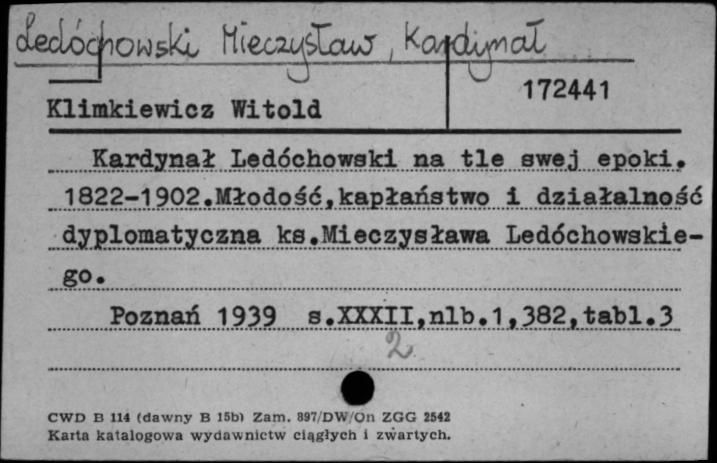 Ledóchowski Mieczysław, Kardynał
172441
Klimkiewicz Witold
Kardynał Ledóchowski na tle swej epoki.
1822-1902.Młodość,kapłaństwo i działalność
dyplomatyczna ks.Mieczysława Ledóchowskie-
go.
Poznań 1939 s.XXXII,nlb.1,382,tabl.3
2
CWD B 114 (dawny B 15b) Zam. 897/DW/On ZGG 2542
Karta katalogowa wydawnictw ciągłych i zwartych.